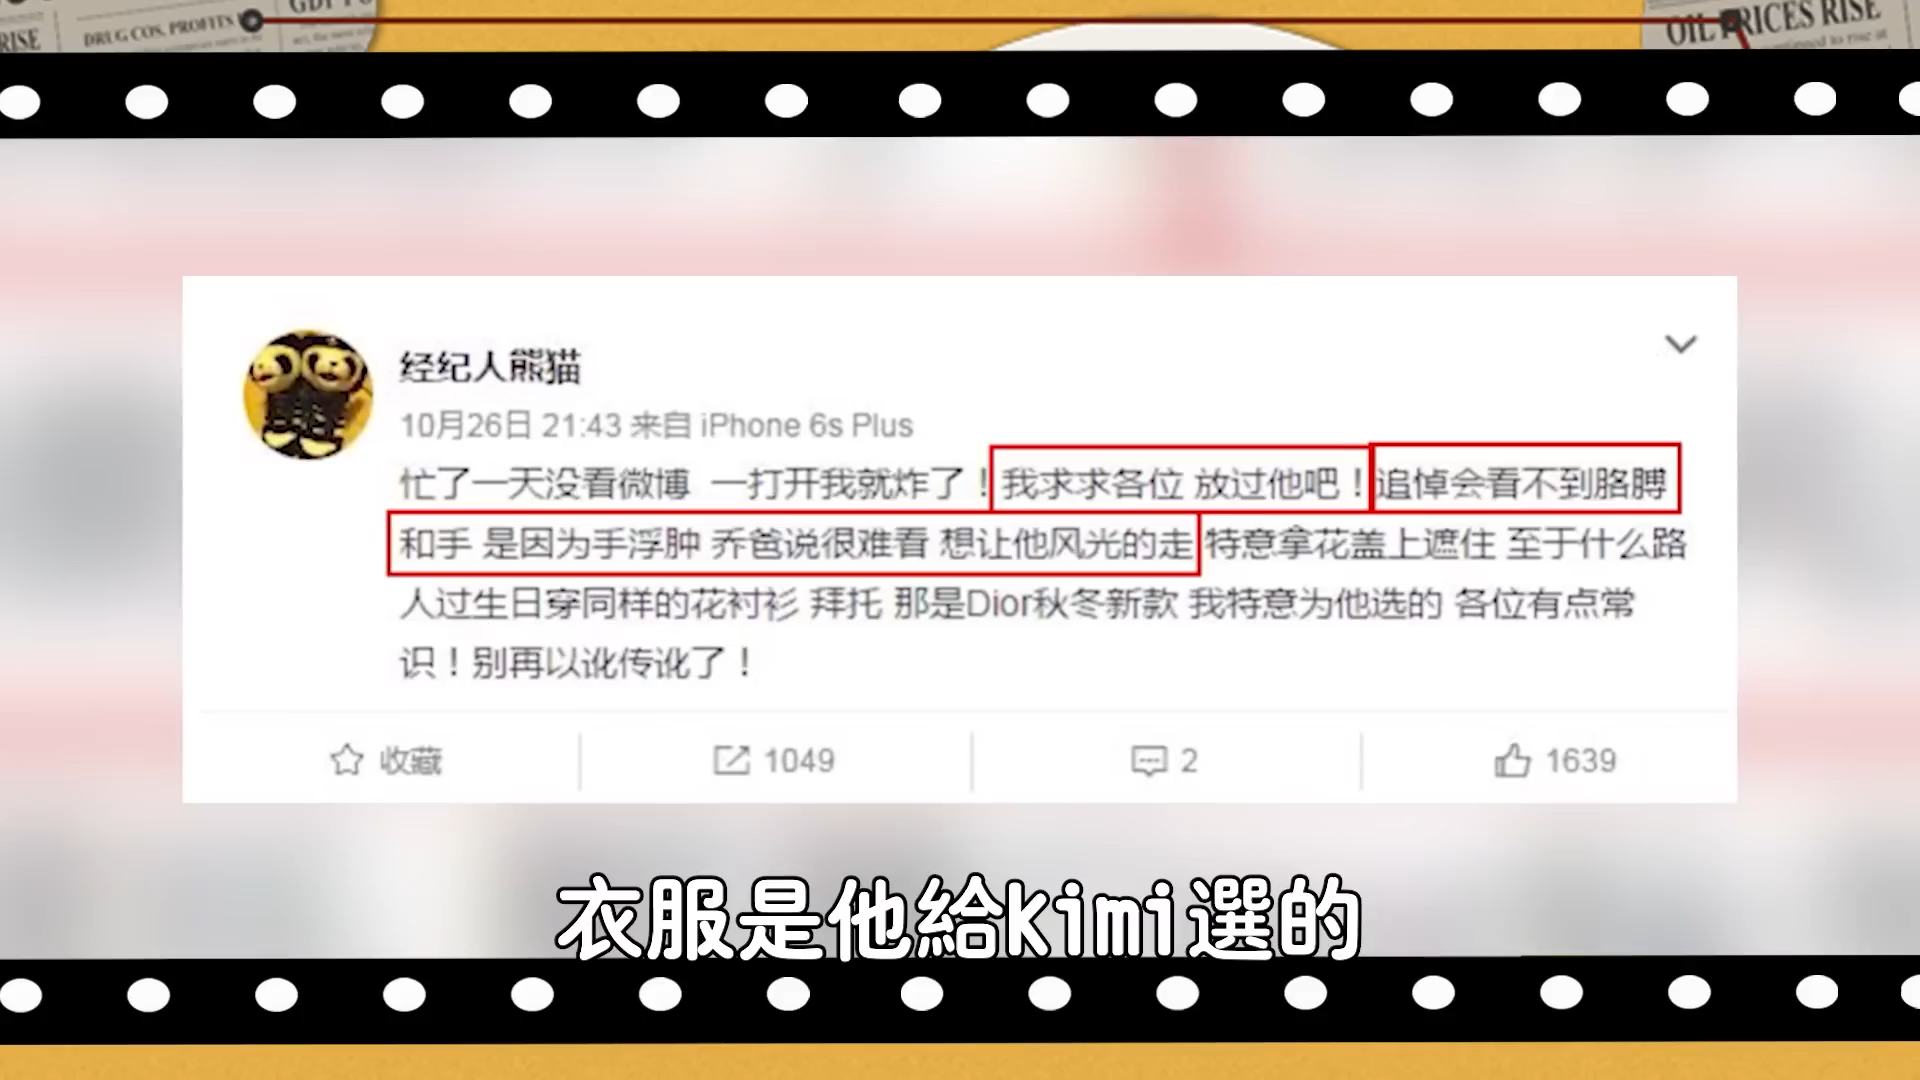 RISE
DRUG COS. PROFITS
OIL PRICES RISE
经纪人熊猫
10月26日 21:43 来自 iPhone 6s Plus
忙了一天没看微博 一打开我就炸了！我求求各位 放过他吧！追悼会看不到胳膊
和手 是因为手浮肿 乔爸说很难看 想让他风光的走 特意拿花盖上遮住 至于什么路
人过生日穿同样的花衬衫 拜托 那是Dior秋冬新款 我特意为他选的 各位有点常
识！别再以讹传讹了！
收藏
1049
2
1639
衣服是他給kimi選的